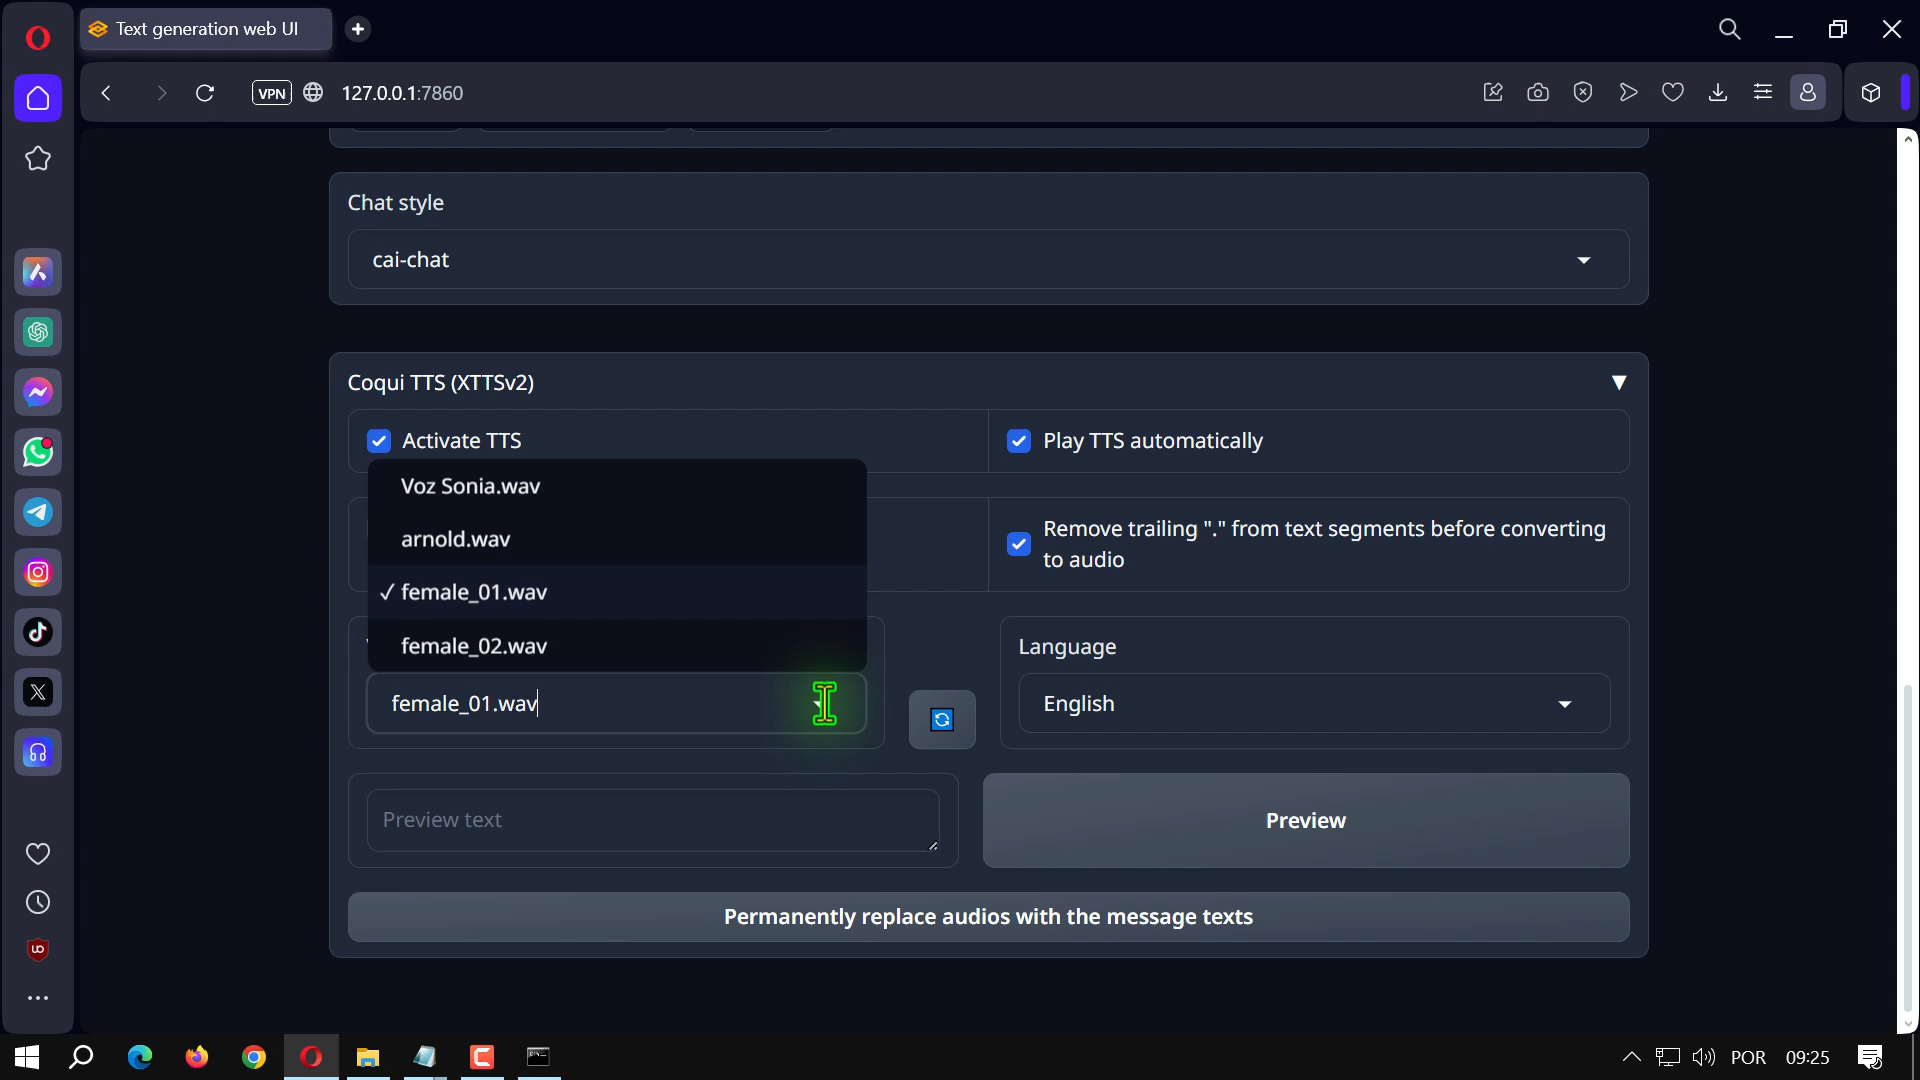 Text generation web UI
VPN
127.0.0.1:7860
Chat style
cai-chat
Coqui TTS (XTTSv2)
Activate TTS
Play TTS automatically
Voz Sonia.wav
arnold.wav
Remove trailing "." from text segments before converting
to audio
✓ female_01.wav
female_02.wav
Language
female_01.wav
English
Preview text
Preview
Permanently replace audios with the message texts
POR
09:25